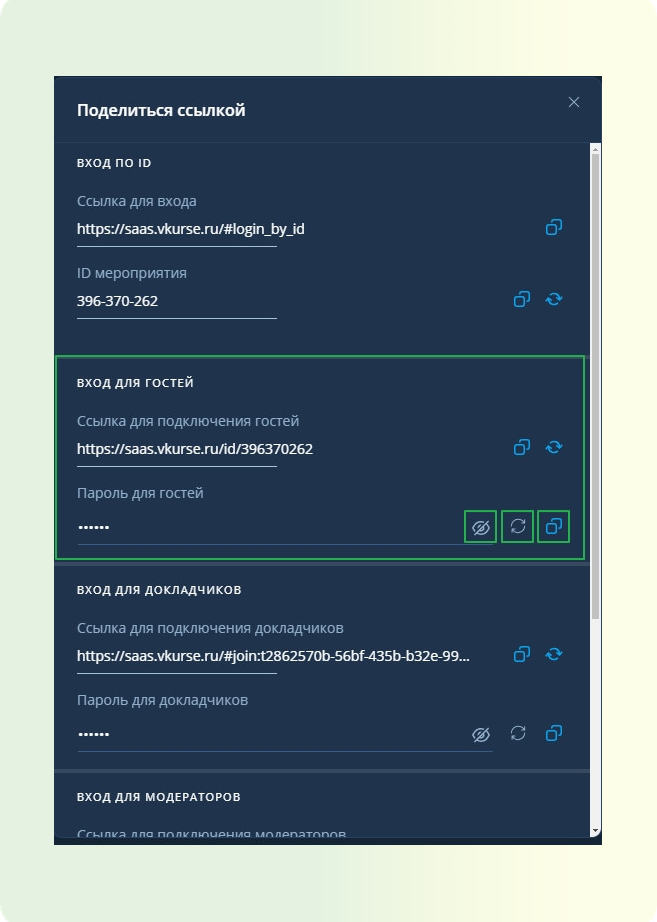 Поделиться ссылкой
ВХОД ПО ID
Ссылка для входа
https://saas.vkurse.ru/#login_by_id
ID мероприятия
396-370-262
ВХОД ДЛЯ ГОСТЕЙ
Ссылка для подключения гостей
https://saas.vkurse.ru/id/396370262
Пароль для гостей
••••••
ВХОД ДЛЯ ДОКЛАДЧИКОВ
Ссылка для подключения докладчиков
https://saas.vkurse.ru/#join:t2862570b-56bf-435b-b32e-99...
Пароль для докладчиков
••••••
ВХОД ДЛЯ МОДЕРАТОРОВ
Ссылка для подключения модераторов